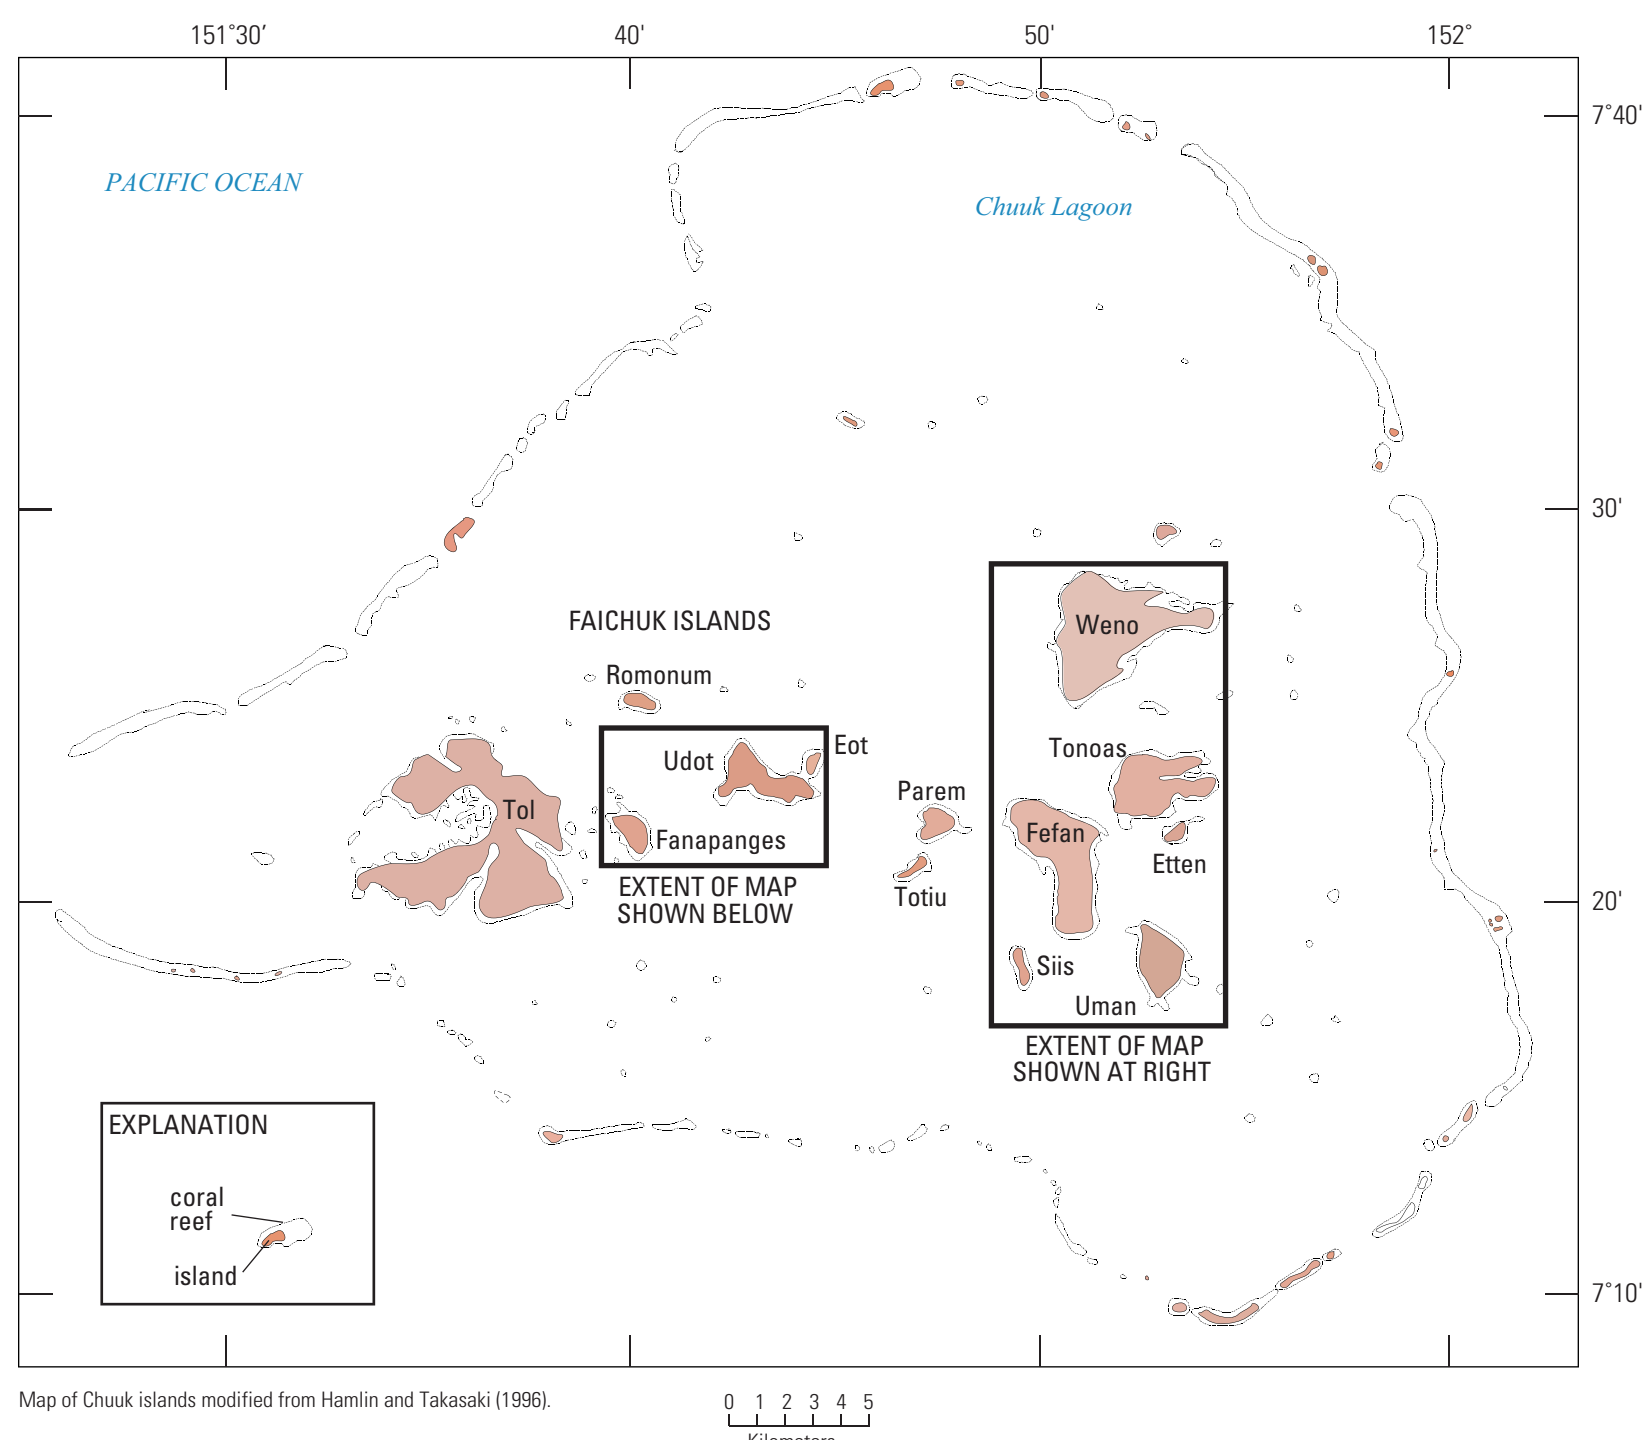 151˚30'
40'
50'
152˚
7˚40'
PACIFIC OCEAN
Chuuk Lagoon
30'
FAICHUK ISLANDS
Weno
Romonum
Tonoas
Eot
Udot
Parem
Tol
Fefan
Fanapanges
Etten
EXTENT OF MAP
SHOWN BELOW
Totiu
20'
Siis
Uman
EXTENT OF MAP
SHOWN AT RIGHT
EXPLANATION
coral
reef
island
7˚10'
Map of Chuuk islands modified from Hamlin and Takasaki (1996).
0 1 2 3 4 5
Kilometers